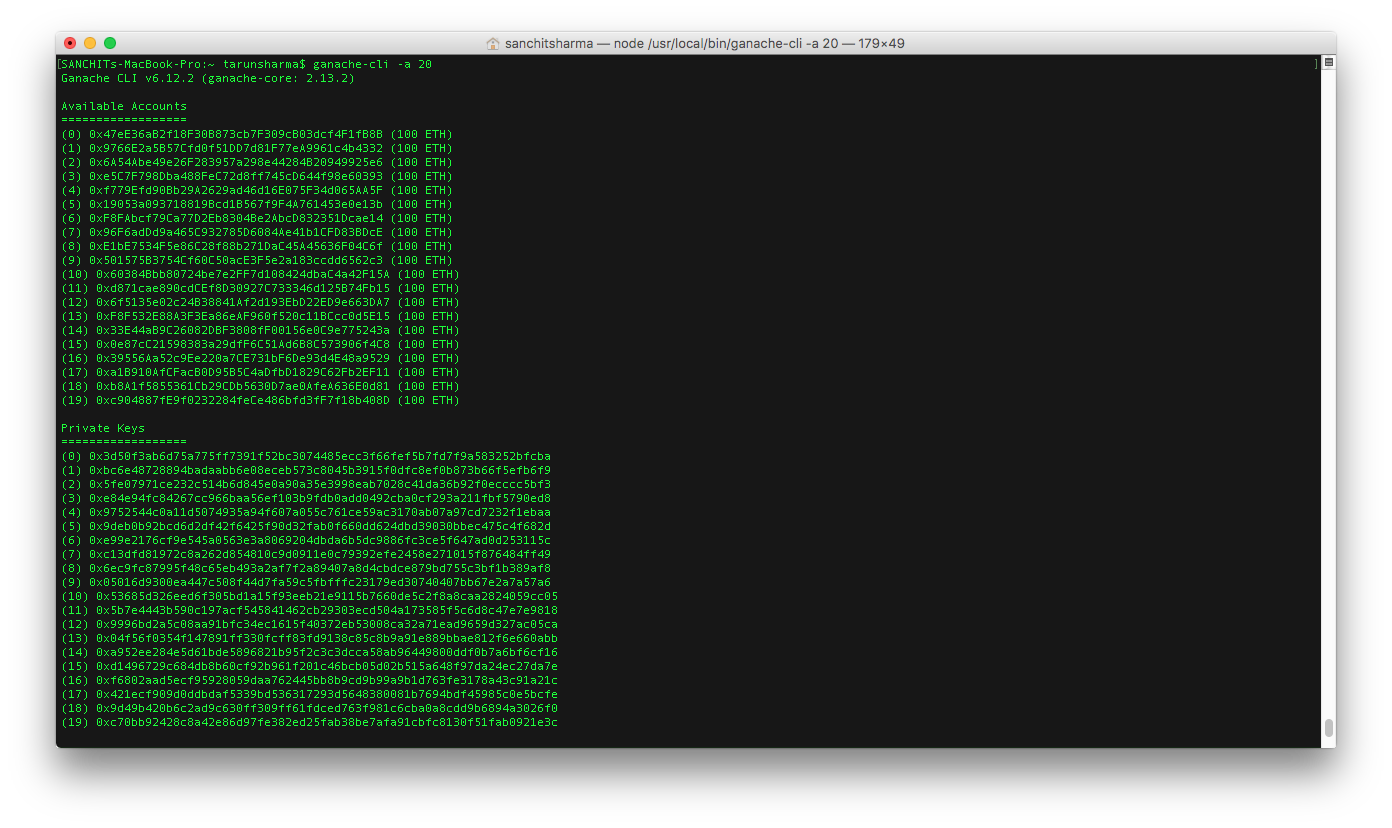 sanchitsharma — node /usr/local/bin/ganache-cli -a 20 — 179×49
[SANCHITs-MacBook-Pro:~ tarunsharma$ ganache-cli -a 20 ]
Ganache CLI v6.12.2 (ganache-core: 2.13.2)
Available Accounts
==================
(0) 0x47eE36aB2f18F30B873cb7F309cB03dcf4F1fB8B (100 ETH)
(1) 0x9766E2a5B57Cfd0f51DD7d81F77eA9961c4b4332 (100 ETH)
(2) 0x6A54Abe49e26F283957a298e44284B20949925e6 (100 ETH)
(3) 0xe5C7F798Dba488FeC72d8ff745cD644f98e60393 (100 ETH)
(4) 0xf779Efd90Bb29A2629ad46d16E075F34d065AA5F (100 ETH)
(5) 0x19053a093718819Bcd1B567f9F4A761453e0e13b (100 ETH)
(6) 0xF8FAbcf79Ca77D2Eb8304Be2AbcD832351Dcae14 (100 ETH)
(7) 0x96F6adDd9a465C932785D6084Ae41b1CFD83BDcE (100 ETH)
(8) 0xE1bE7534F5e86C28f88b271DaC45A45636F04C6f (100 ETH)
(9) 0x501575B3754Cf60C50acE3F5e2a183ccdd6562c3 (100 ETH)
(10) 0x60384Bbb80724be7e2FF7d108424dbaC4a42F15A (100 ETH)
(11) 0xd871cae890cdCEf8D30927C733346d125B74Fb15 (100 ETH)
(12) 0x6f5135e02c24B38841Af2d193EbD22ED9e663DA7 (100 ETH)
(13) 0xF8F532E88A3F3Ea86eAF960f520c11BCcc0d5E15 (100 ETH)
(14) 0x33E44aB9C26082DBF3808fF00156e0C9e775243a (100 ETH)
(15) 0x0e87cC21598383a29dfF6C51Ad6B8C573906f4C8 (100 ETH)
(16) 0x39556Aa52c9Ee220a7CE731bF6De93d4E48a9529 (100 ETH)
(17) 0xa1B910AfCFacB0D95B5C4aDfbD1829C62Fb2EF11 (100 ETH)
(18) 0xb8A1f5855361Cb29CDb5630D7ae0AfeA636E0d81 (100 ETH)
(19) 0xc904887fE9f0232284feCe486bfd3fF7f18b408D (100 ETH)
Private Keys
==================
(0) 0x3d50f3ab6d75a775ff7391f52bc3074485ecc3f66fef5b7fd7f9a583252bfcba
(1) 0xbc6e48728894badaabb6e08eceb573c8045b3915f0dfc8ef0b873b66f5efb6f9
(2) 0x5fe07971ce232c514b6d845e0a90a35e3998eab7028c41da36b92f0ecccc5bf3
(3) 0xe84e94fc84267cc966baa56ef103b9fdb0add0492cba0cf293a211fbf5790ed8
(4) 0x9752544c0a11d5074935a94f607a055c761ce59ac3170ab07a97cd7232f1ebaa
(5) 0x9deb0b92bcd6d2df42f6425f90d32fab0f660dd624dbd39030bbec475c4f682d
(6) 0xe99e2176cf9e545a0563e3a8069204dbda6b5dc9886fc3ce5f647ad0d253115c
(7) 0xc13dfd81972c8a262d854810c9d0911e0c79392efe2458e271015f876484ff49
(8) 0x6ec9fc87995f48c65eb493a2af7f2a89407a8d4cbdce879bd755c3bf1b389af8
(9) 0x05016d9300ea447c508f44d7fa59c5fbfffc23179ed30740407bb67e2a7a57a6
(10) 0x53685d326eed6f305bd1a15f93eeb21e9115b7660de5c2f8a8caa2824059cc05
(11) 0x5b7e4443b590c197acf545841462cb29303ecd504a173585f5c6d8c47e7e9818
(12) 0x9996bd2a5c08aa91bfc34ec1615f40372eb53008ca32a71ead9659d327ac05ca
(13) 0x04f56f0354f147891ff330fcff83fd9138c85c8b9a91e889bbae812f6e660abb
(14) 0xa952ee284e5d61bde5896821b95f2c3c3dcca58ab96449800ddf0b7a6bf6cf16
(15) 0xd1496729c684db8b60cf92b961f201c46bcb05d02b515a648f97da24ec27da7e
(16) 0xf6802aad5ecf95928059daa762445bb8b9cd9b99a9b1d763fe3178a43c91a21c
(17) 0x421ecf909d0ddbdaf5339bd536317293d5648380081b7694bdf45985c0e5bcfe
(18) 0x9d49b420b6c2ad9c630ff309ff61fdced763f981c6cba0a8cdd9b6894a3026f0
(19) 0xc70bb92428c8a42e86d97fe382ed25fab38be7afa91cbfc8130f51fab0921e3c